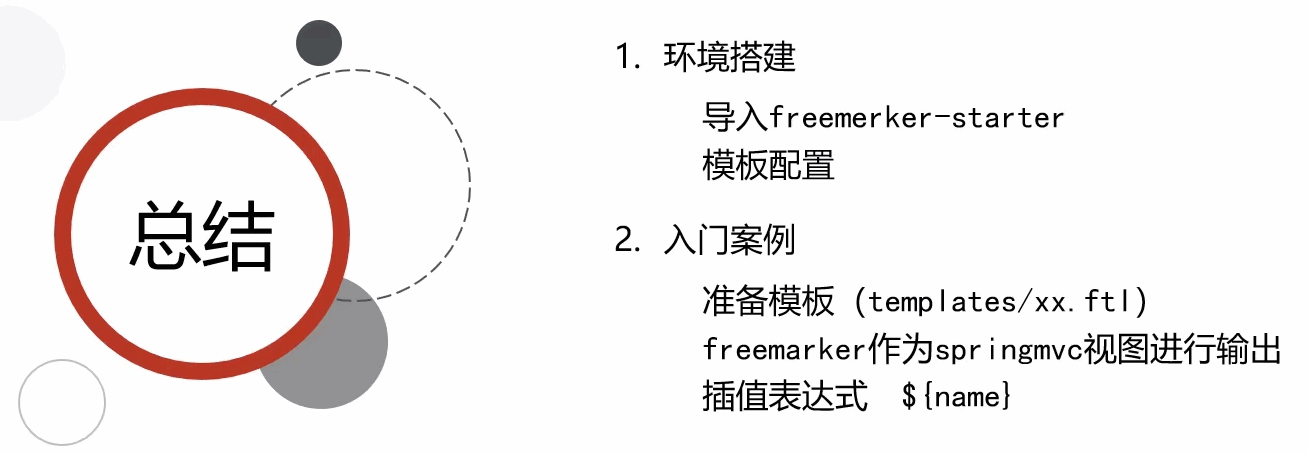 总结
1. 环境搭建
导入freemerker-starter
模板配置
2. 入门案例
准备模板（templates/xx.ftl）
freemarker作为springmvc视图进行输出
插值表达式 ${name}